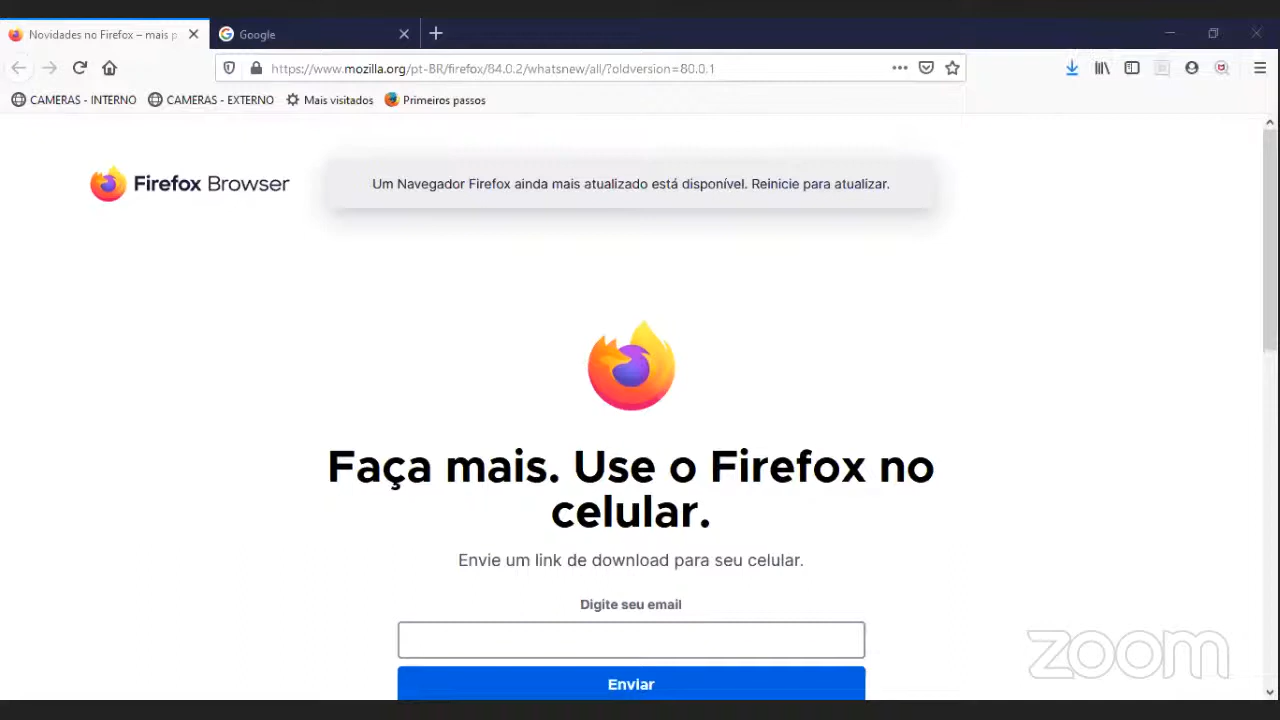 Novidades no Firefox – mais p
Google
https://www.mozilla.org/pt-BR/firefox/84.0.2/whatsnew/all/?oldversion=80.0.1
CAMERAS - INTERNO
CAMERAS - EXTERNO
Mais visitados
Primeiros passos
Firefox Browser
Um Navegador Firefox ainda mais atualizado está disponível. Reinicie para atualizar.
Faça mais. Use o Firefox no
celular.
Envie um link de download para seu celular.
Digite seu email
Enviar
zoom